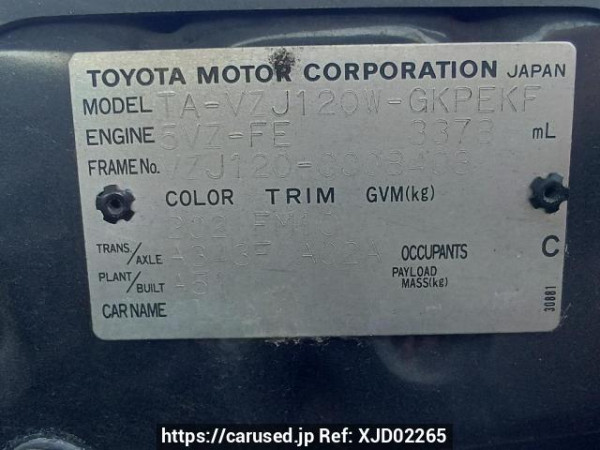 TOYOTA MOTOR CORPORATION JAPAN
MODEL TA-VZJ120W-GKPEKF
ENGINE 5VZ-FE 3378 mL
FRAME No. VZJ120-
COLOR TRIM GVM(kg)
TRANS./AXLE
OCCUPANTS C
PLANT/BUILT
PAYLOAD MASS(kg)
CAR NAME
30881
https://carused.jp Ref: XJD02265